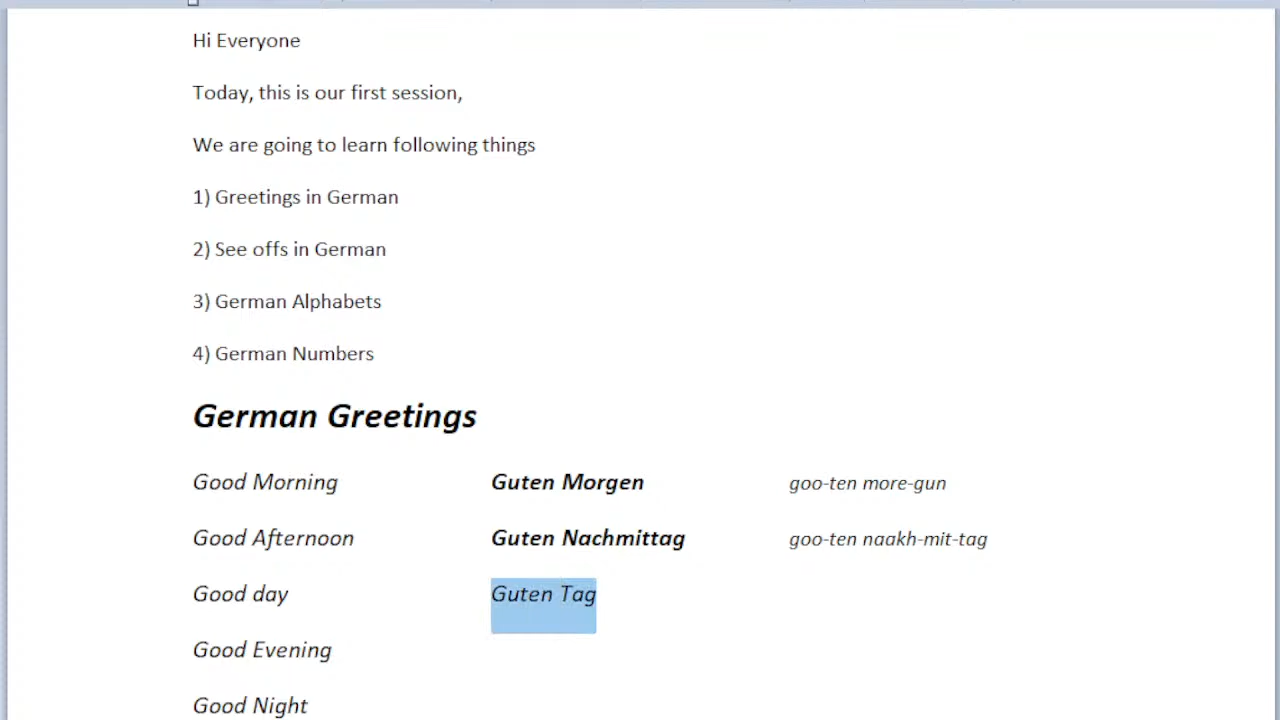 Hi Everyone
Today, this is our first session,
We are going to learn following things
1) Greetings in German
2) See offs in German
3) German Alphabets
4) German Numbers
German Greetings
Good Morning Guten Morgen goo-ten more-gun
Good Afternoon Guten Nachmittag goo-ten naakh-mit-tag
Good day Guten Tag
Good Evening
Good Night